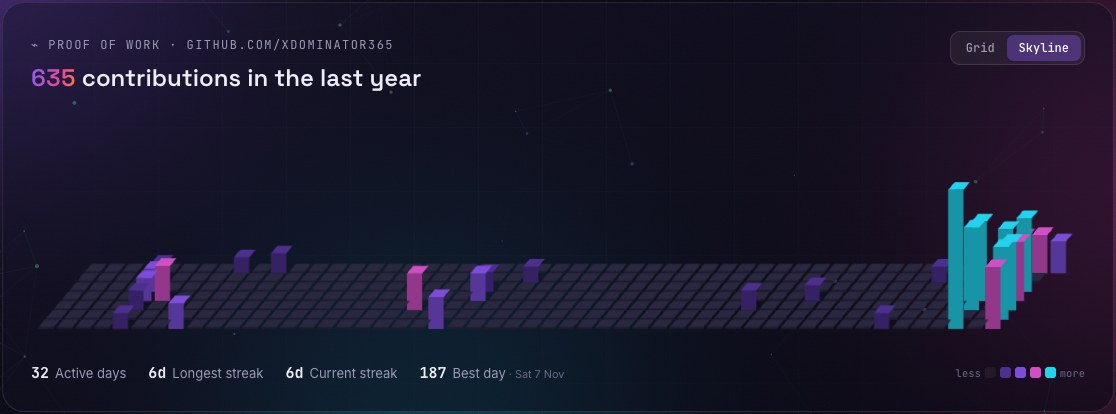 ~ PROOF OF WORK · GITHUB.COM/XDOMINATOR365
Grid Skyline
635 contributions in the last year
32 Active days 6d Longest streak 6d Current streak 187 Best day · Sat 7 Nov
less more